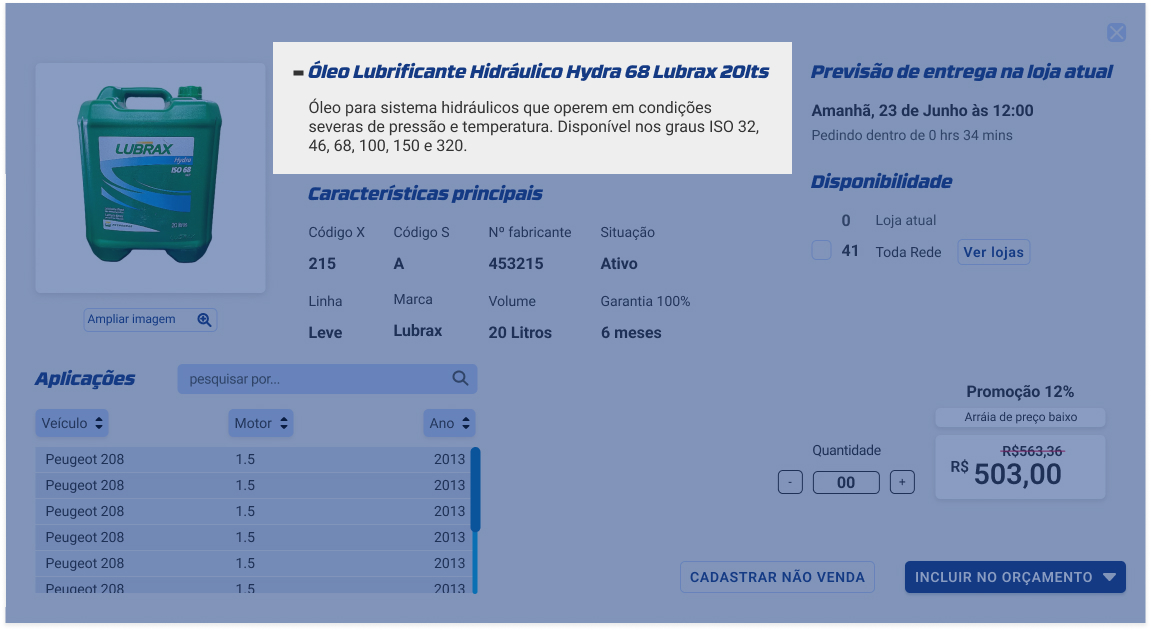 Óleo Lubrificante Hidráulico Hydra 68 Lubrax 20lts
Óleo para sistema hidráulicos que operem em condições
severas de pressão e temperatura. Disponível nos graus ISO 32,
46, 68, 100, 150 e 320.
LUBRAX
Hydra
ISO 68
Ampliar imagem
Características principais
Código X Código S Nº fabricante Situação
215 A 453215 Ativo
Linha Marca Volume Garantia 100%
Leve Lubrax 20 Litros 6 meses
Previsão de entrega na loja atual
Amanhã, 23 de Junho às 12:00
Pedindo dentro de 0 hrs 34 mins
Disponibilidade
0 Loja atual
41 Toda Rede Ver lojas
Aplicações pesquisar por...
Veículo Motor Ano
Peugeot 208 1.5 2013
Peugeot 208 1.5 2013
Peugeot 208 1.5 2013
Peugeot 208 1.5 2013
Peugeot 208 1.5 2013
Peugeot 208 1.5 2013
Promoção 12%
Arráia de preço baixo
Quantidade
- 00 +
R$563,36
R$ 503,00
CADASTRAR NÃO VENDA
INCLUIR NO ORÇAMENTO